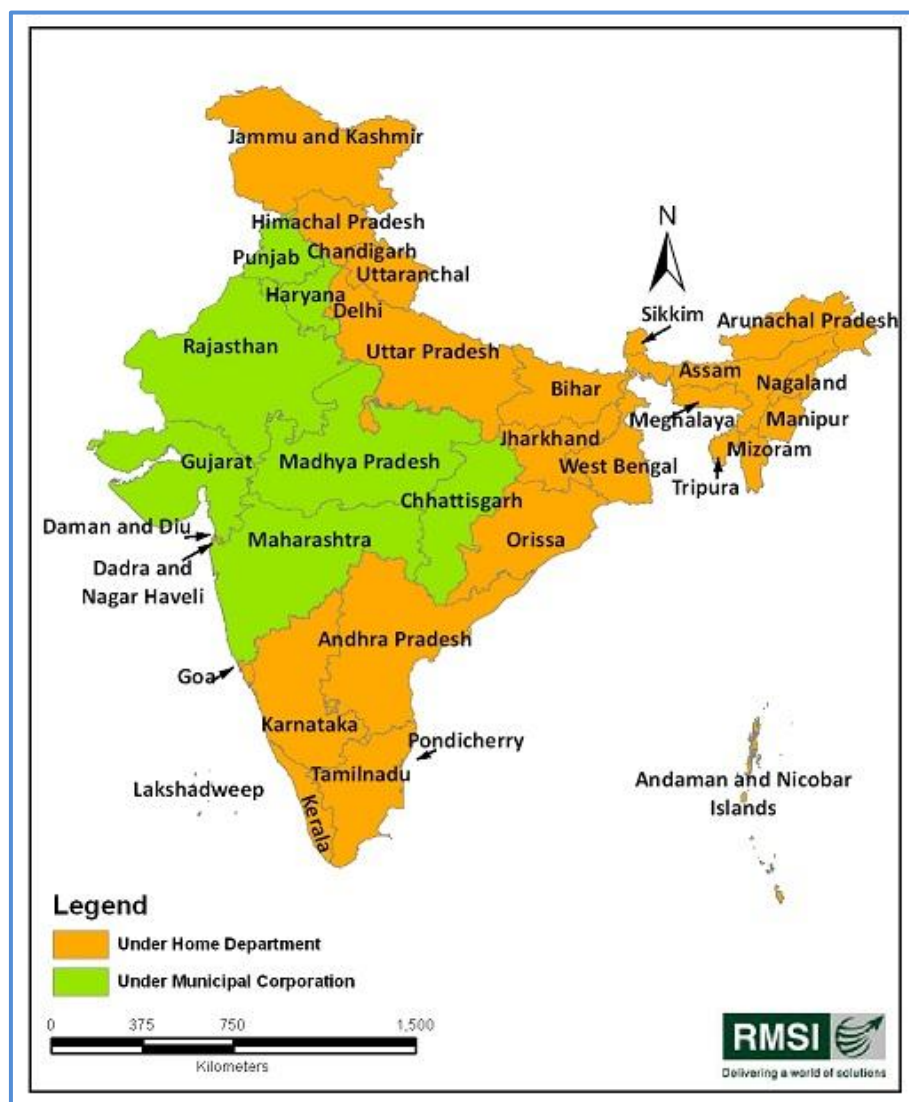 Jammu and Kashmir
N
Himachal Pradesh
Punjab
Chandigarh
Uttaranchal
Haryana
Delhi
Sikkim
Arunachal Pradesh
Rajasthan
Uttar Pradesh
Assam
Nagaland
Bihar
Meghalaya
Manipur
Jharkhand
Mizoram
Gujarat
Madhya Pradesh
West Bengal
Tripura
Chhattisgarh
Daman and Diu
Maharashtra
Orissa
Dadra and
Nagar Haveli
Andhra Pradesh
Goa
Karnataka
Pondicherry
Tamilnadu
Lakshadweep
Andaman and Nicobar
Islands
Kerala
Legend
Under Home Department
Under Municipal Corporation
0 375 750 1,500
Kilometers
RMSI
Delivering a world of solutions